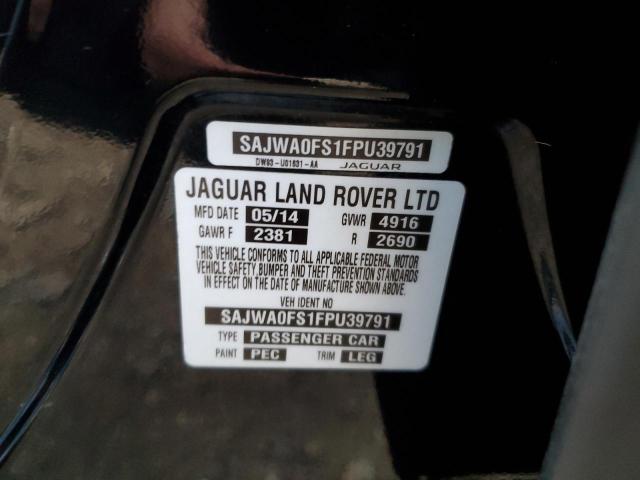 SAJWA0FS1FPU39791
DW93-U01831-AA JAGUAR
JAGUAR LAND ROVER LTD
MFD DATE 05/14 GVWR 4916
GAWR F 2381 R 2690
THIS VEHICLE CONFORMS TO ALL APPLICABLE FEDERAL MOTOR
VEHICLE SAFETY, BUMPER AND THEFT PREVENTION STANDARDS
IN EFFECT ON THE DATE OF MANUFACTURE SHOWN ABOVE.
VEH IDENT NO
SAJWA0FS1FPU39791
TYPE PASSENGER CAR
PAINT PEC TRIM LEG